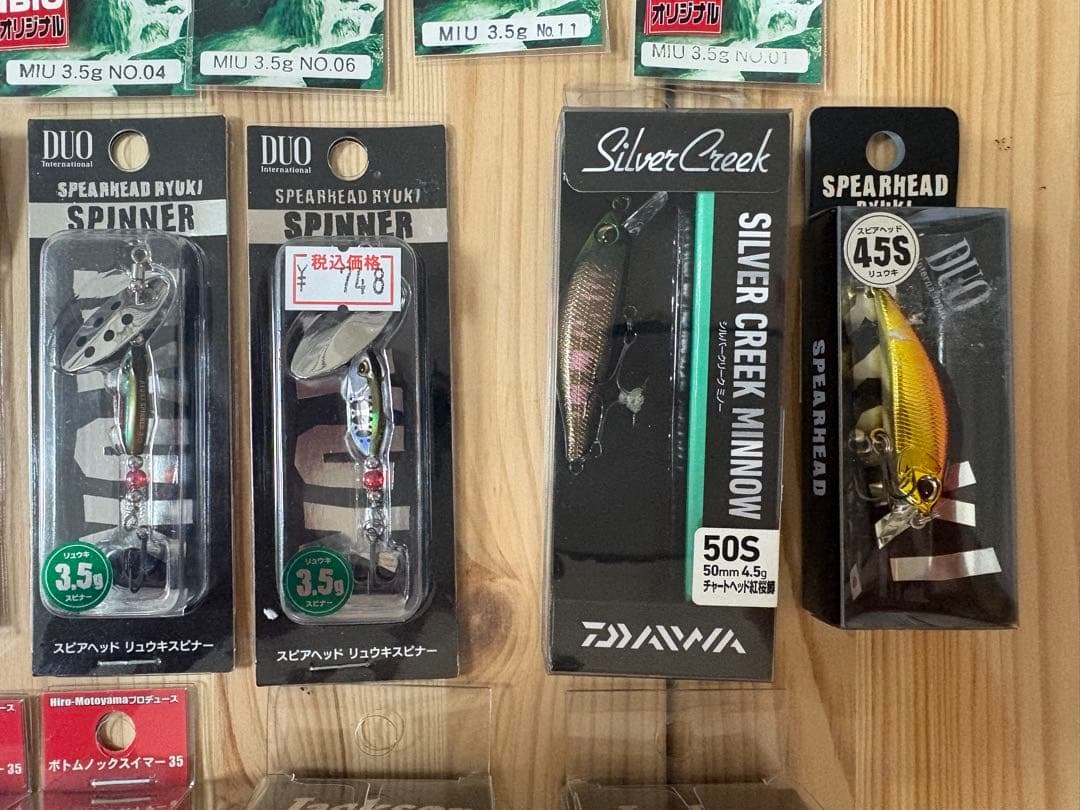 オリジナル
MIU 3.5g NO.04
MIU 3.5g NO.06
MIU 3.5g No.11
オリジナル
MIU 3.5g NO.01
DUO
International
SPEARHEAD RYUKI
SPINNER
リュウキ
3.5g
スピナー
スピアヘッド リュウキスピナー
DUO
International
SPEARHEAD RYUKI
SPINNER
税込価格
¥ 748
リュウキ
3.5g
スピナー
スピアヘッド リュウキスピナー
Silver Creek
SILVER CREEK MINNOW
シルバークリーク ミノー
50S
50mm 4.5g
チャートヘッド紅桜鱒
DAIWA
SPEARHEAD
RYUKI
スピアヘッド
45S
リュウキ
DUO
International
SPEARHEAD
ース
35
Hiro-Motoyamaプロデュース
ボトムノックスイマー 35
Jackson